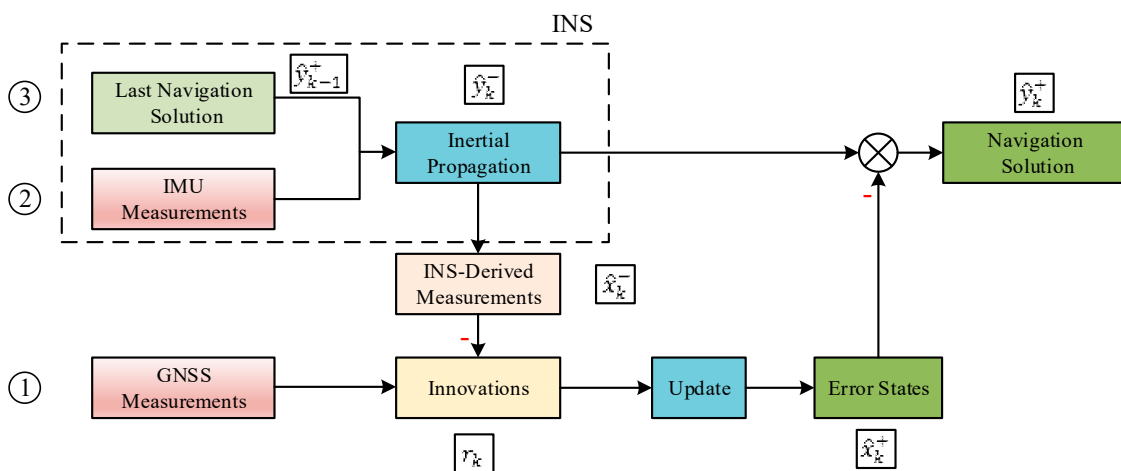 INS
③
Last Navigation
Solution
ŷ⁺ₖ₋₁
ŷ⁻ₖ
ŷ⁺ₖ
Inertial
Propagation
Navigation
Solution
②
IMU
Measurements
-
INS-Derived
Measurements
x̂⁻ₖ
-
①
GNSS
Measurements
Innovations
Update
Error States
rₖ
x̂⁺ₖ